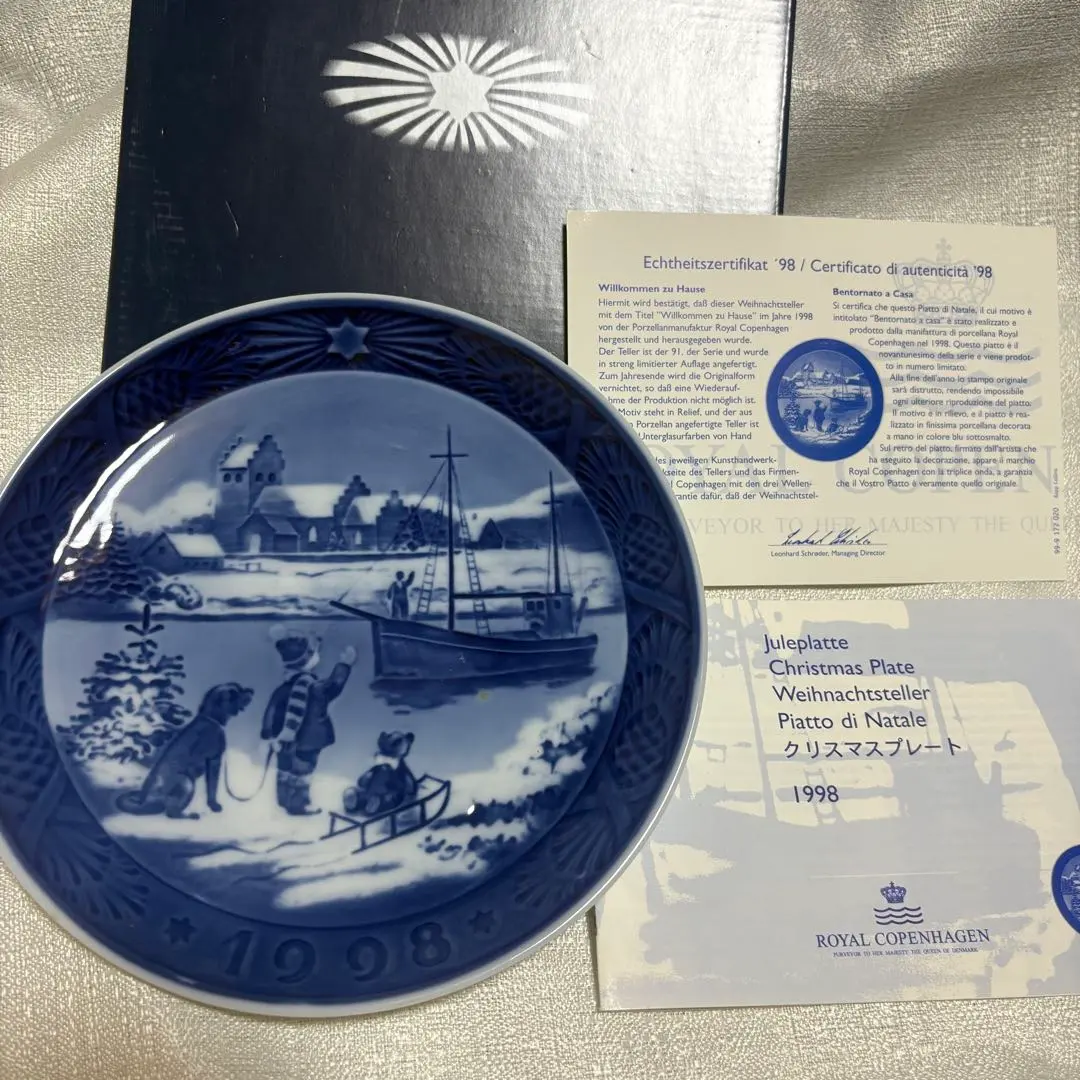 Echtheitszertifikat ´98 / Certificato di autenticità '98
Willkommen zu Hause
Hiermit wird bestätigt, daß dieser Weihnachtsteller
mit dem Titel "Willkommen zu Hause" im Jahre 1998
von der Porzellanmanufaktur Royal Copenhagen
hergestellt und herausgegeben wurde.
Der Teller ist der 91. der Serie und wurde
in streng limitierter Auflage angefertigt.
Zum Jahresende wird die Originalform
vernichtet, so daß eine Wiederauf-
hme der Produktion nicht möglich ist.
Motiv steht in Relief, und der aus
Porzellan angefertigte Teller ist
Unterglasurfarben von Hand
des jeweiligen Kunsthandwerk-
kseite des Tellers und das Firmen-
Copenhagen mit den drei Wellen-
rantie dafür, daß der Weihnachtstel-
Bentornato a Casa
Si certifica che questo Piatto di Natale, il cui motivo è
intitolato "Bentornato a casa" è stato realizzato e
prodotto dalla manifattura di porcellana Royal
Copenhagen nel 1998. Questo piatto è il
novantunesimo della serie e viene prodot-
to in numero limitato.
Alla fine dell'anno lo stampo originale
sarà distrutto, rendendo impossibile
ogni ulteriore riproduzione del piatto.
Il motivo è in rilievo, e il piatto è rea-
lizzato in finissima porcellana decorata
a mano in colore blu sottosmalto.
Sul retro del piatto, firmato dall'artista che
ha eseguito la decorazione, appare il marchio
Royal Copenhagen con la triplice onda, a garanzia
che il Vostro Piatto è veramente quello originale.
VEYOR TO HER MAJESTY THE QUE
Leonhard Schrøder, Managing Director
99-9 172 020
Juleplatte
Christmas Plate
Weihnachtsteller
Piatto di Natale
クリスマスプレート
1998
ROYAL COPENHAGEN
PURVEYOR TO HER MAJESTY THE QUEEN OF DENMARK
1998